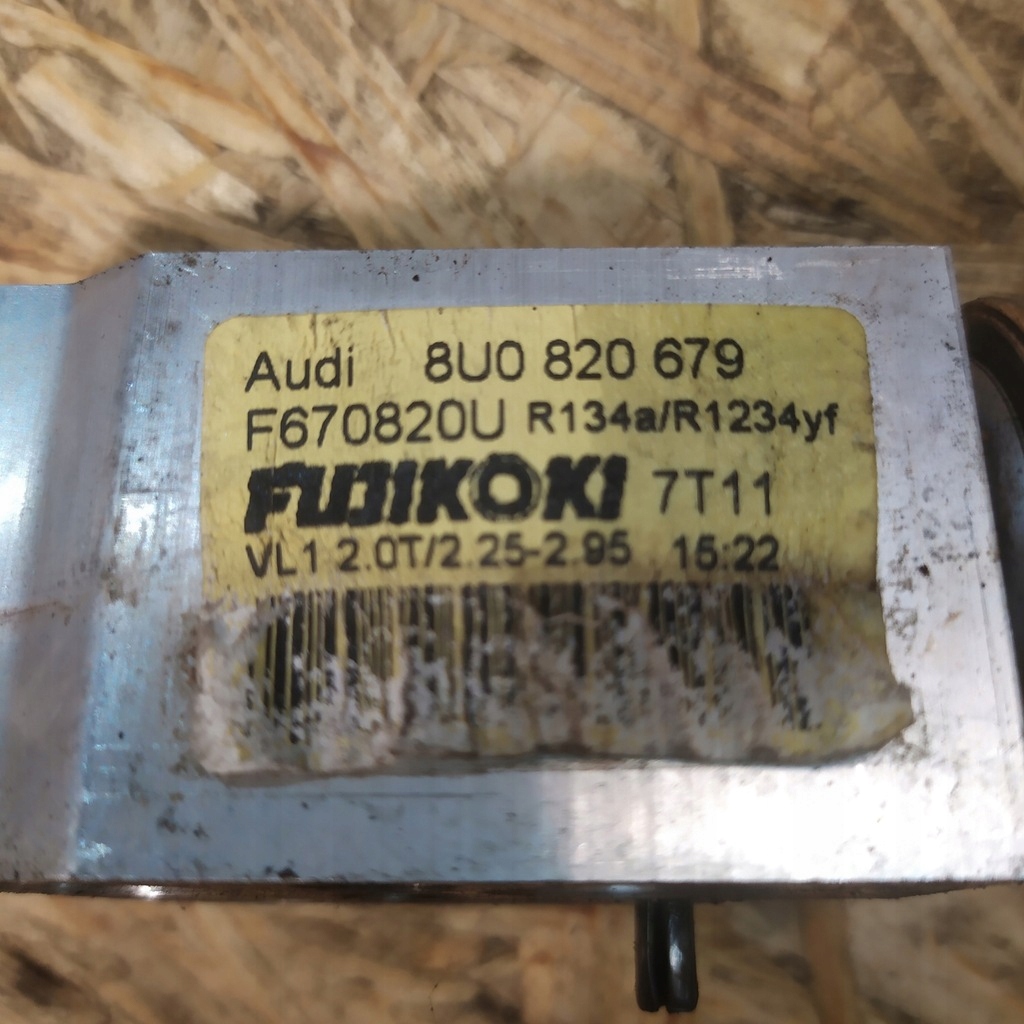 Audi 8U0 820 679
F670820U R134a/R1234yf
FUJIKOKI 7T11
VL1 2.0T/2.25-2.95 15:22